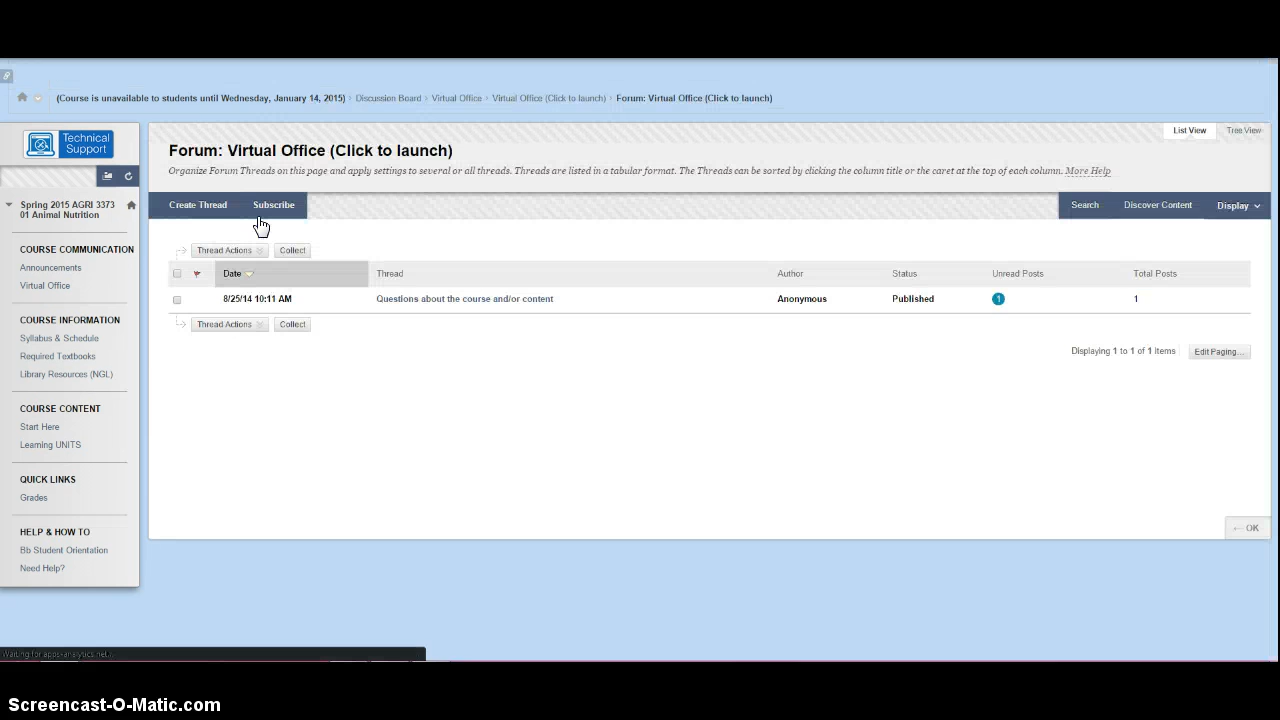 (Course is unavailable to students until Wednesday, January 14, 2015) › Discussion Board › Virtual Office › Virtual Office (Click to launch) › Forum: Virtual Office (Click to launch)
Technical Support
List View Tree View
Forum: Virtual Office (Click to launch)
Organize Forum Threads on this page and apply settings to several or all threads. Threads are listed in a tabular format. The Threads can be sorted by clicking the column title or the caret at the top of each column. More Help
Create Thread Subscribe Search Discover Content Display
Spring 2015 AGRI 3373
01 Animal Nutrition
COURSE COMMUNICATION
Announcements
Virtual Office
COURSE INFORMATION
Syllabus & Schedule
Required Textbooks
Library Resources (NGL)
COURSE CONTENT
Start Here
Learning UNITS
QUICK LINKS
Grades
HELP & HOW TO
Bb Student Orientation
Need Help?
Thread Actions Collect
Date Thread Author Status Unread Posts Total Posts
8/25/14 10:11 AM Questions about the course and/or content Anonymous Published 1 1
Thread Actions Collect
Displaying 1 to 1 of 1 items Edit Paging...
OK
Waiting for apps-analytics.net...
Screencast-O-Matic.com